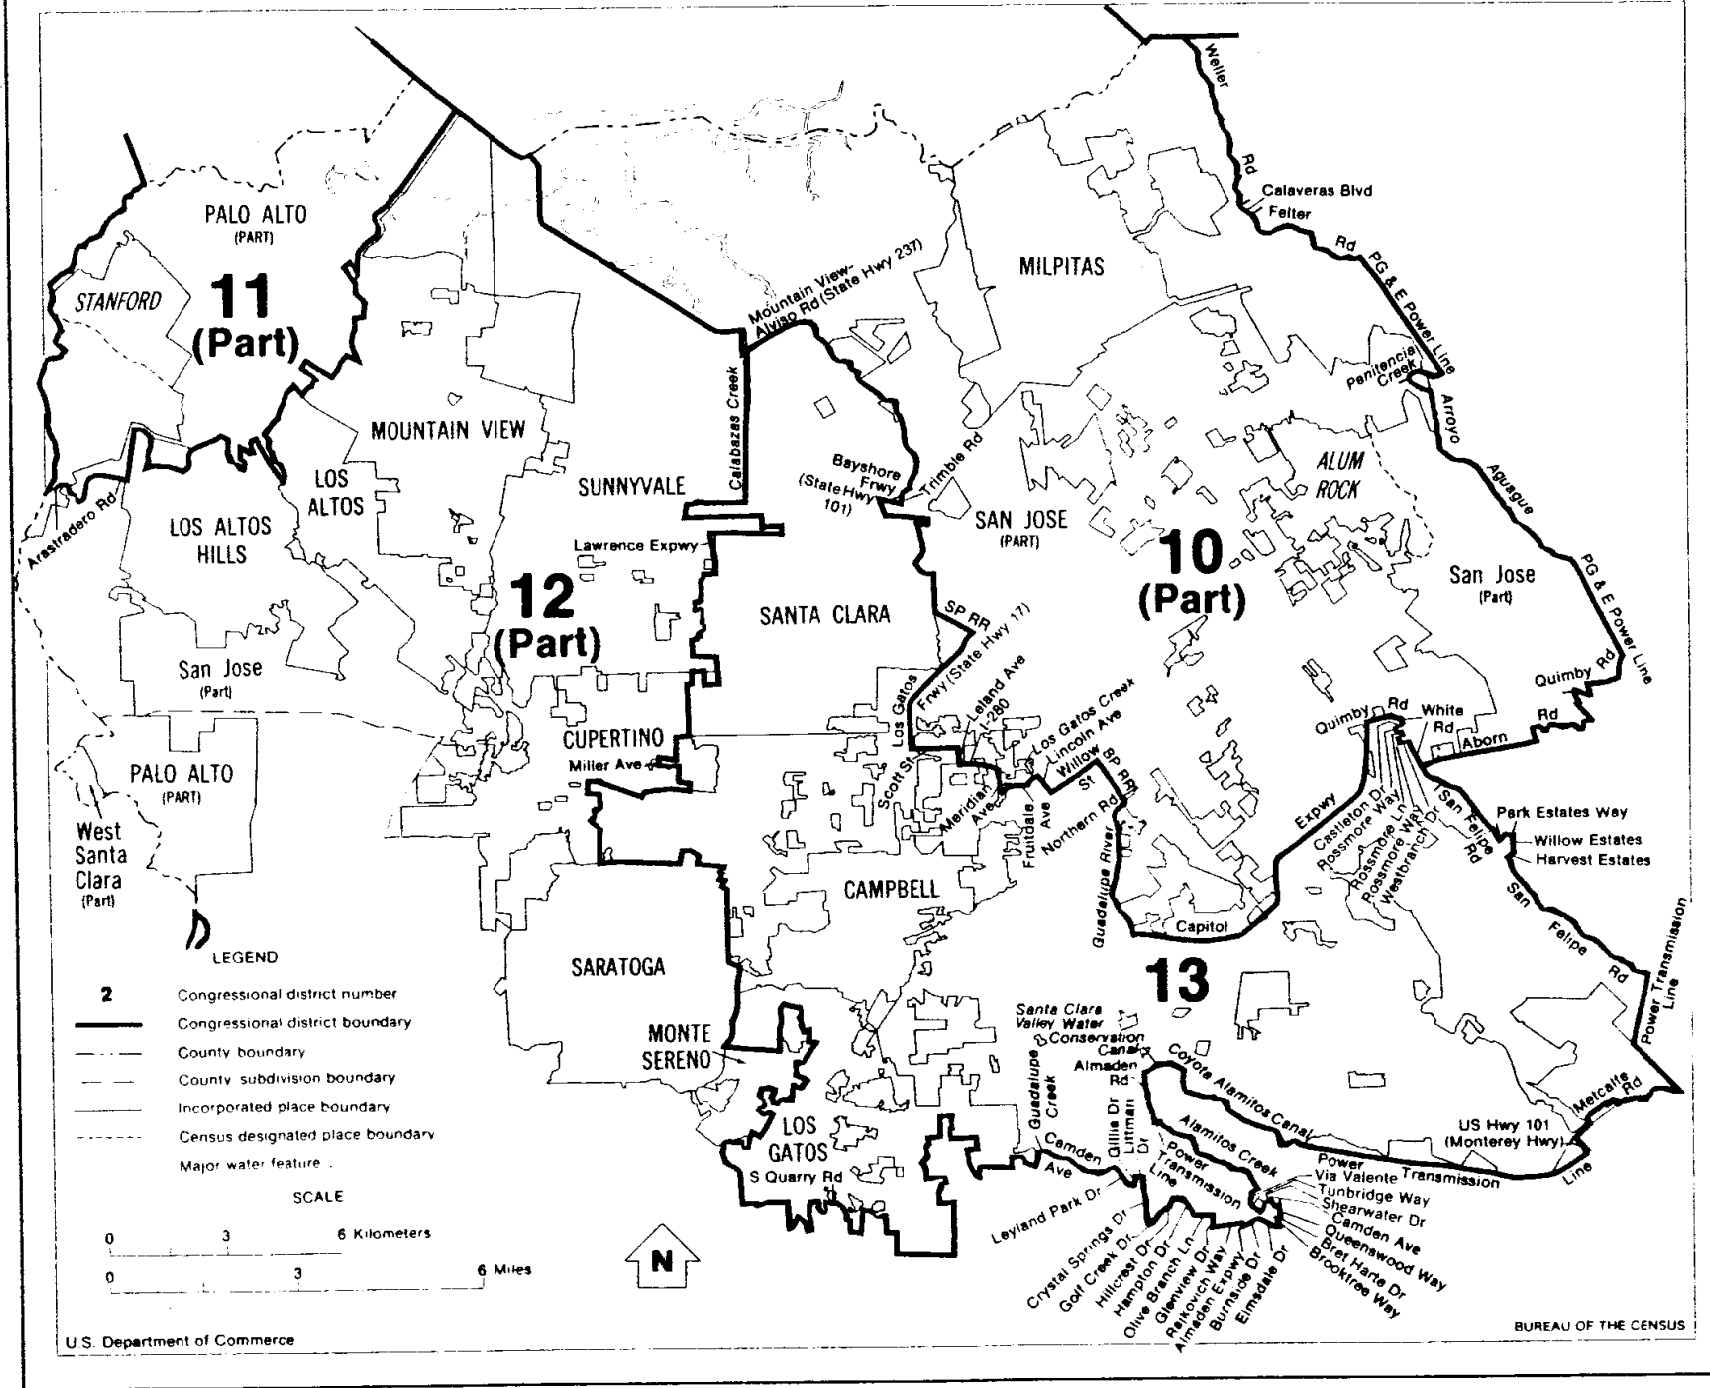 Weller
Rd
Calaveras Blvd
Felter
Rd
PG & E Power Line
PALO ALTO
(PART)
STANFORD
11
(Part)
MILPITAS
Mountain View-
Alviso Rd (State Hwy 237)
Penitencia
Creek
Arroyo
Aguague
Calabazas Creek
MOUNTAIN VIEW
LOS
ALTOS
SUNNYVALE
Bayshore
Frwy
(State Hwy
101)
Trimble Rd
ALUM
ROCK
SAN JOSE
(PART)
Arastradero Rd
LOS ALTOS
HILLS
Lawrence Expwy
10
(Part)
San Jose
(Part)
PG & E Power Line
12
(Part)
SANTA CLARA
SP RR
Los Gatos
Frwy (State Hwy 17)
San Jose
(Part)
Leland Ave
I-280
Los Gatos Creek
Lincoln Ave
Willow
St
SP RR
Quimby Rd
Quimby Rd
White
Rd
Aborn
Rd
CUPERTINO
Miller Ave
Scott St
Meridian
Ave
Fruitdale
Ave
Northern Rd
Guadalupe River
Expwy
Capitol
Castleton Dr
Rossmore Way
Rossmore Ln
Rossmore Way
Westbranch Dr
San Felipe
Rd
Park Estates Way
Willow Estates
Harvest Estates
San
Felipe
Rd
Power Transmission
Line
PALO ALTO
(PART)
West
Santa
Clara
(Part)
CAMPBELL
SARATOGA
MONTE
SERENO
13
Santa Clara
Valley Water
Conservation
Canal
Almaden
Rd
Coyote Alamitos Canal
Guadalupe
Creek
Gillie Dr
Littman
Dr
Alamitos Creek
Metcalfe
Rd
US Hwy 101
(Monterey Hwy)
LOS
GATOS
S Quarry Rd
Camden
Ave
Power
Transmission
Line
Power
Transmission
Line
Via Valente
Tunbridge Way
Shearwater Dr
Camden Ave
Queenswood Way
Bret Harte Dr
Brooktree Way
Leyland Park Dr
Crystal Springs Dr
Golf Creek Dr
Hillcrest Dr
Hampton Dr
Olive Branch Ln
Glenview Dr
Rajkovich Way
Almaden Expwy
Burnside Dr
Elmsdale Dr
LEGEND
2 Congressional district number
Congressional district boundary
County boundary
County subdivision boundary
Incorporated place boundary
Census designated place boundary
Major water feature
SCALE
0 3 6 Kilometers
0 3 6 Miles
N
U.S. Department of Commerce
BUREAU OF THE CENSUS